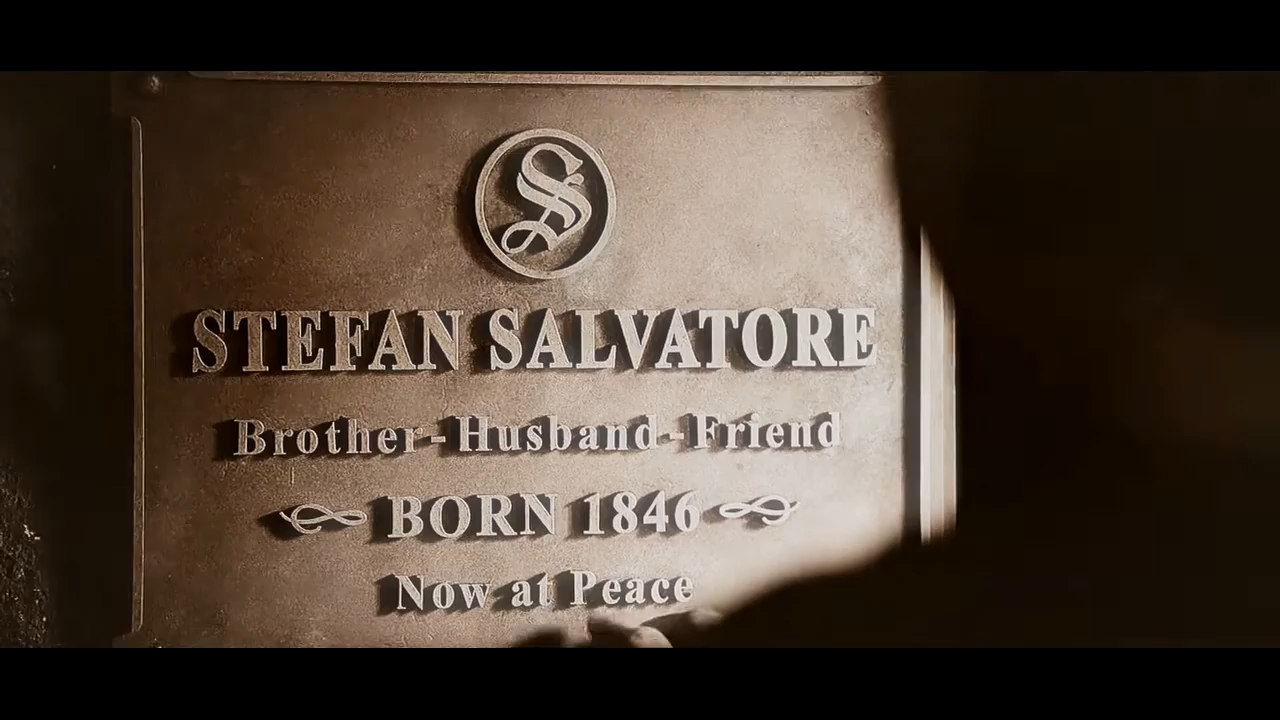 S
STEFAN SALVATORE
Brother-Husband-Friend
BORN 1846
Now at Peace